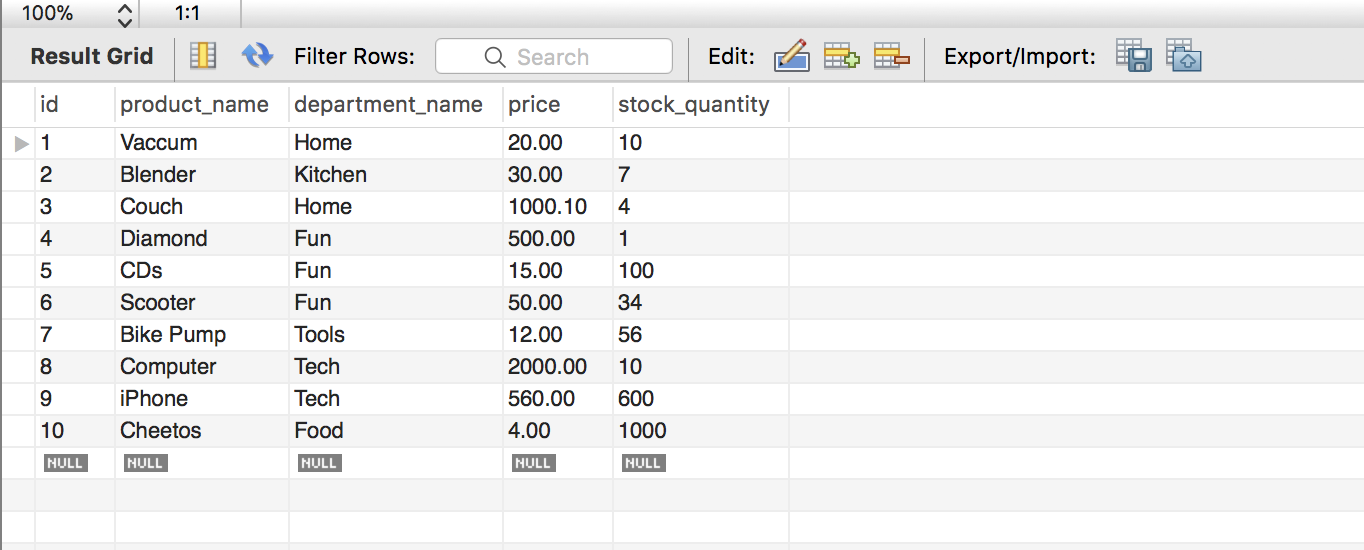 100% 1:1
Result Grid Filter Rows: Search Edit: Export/Import:
id product_name department_name price stock_quantity
1 Vaccum Home 20.00 10
2 Blender Kitchen 30.00 7
3 Couch Home 1000.10 4
4 Diamond Fun 500.00 1
5 CDs Fun 15.00 100
6 Scooter Fun 50.00 34
7 Bike Pump Tools 12.00 56
8 Computer Tech 2000.00 10
9 iPhone Tech 560.00 600
10 Cheetos Food 4.00 1000
NULL NULL NULL NULL NULL